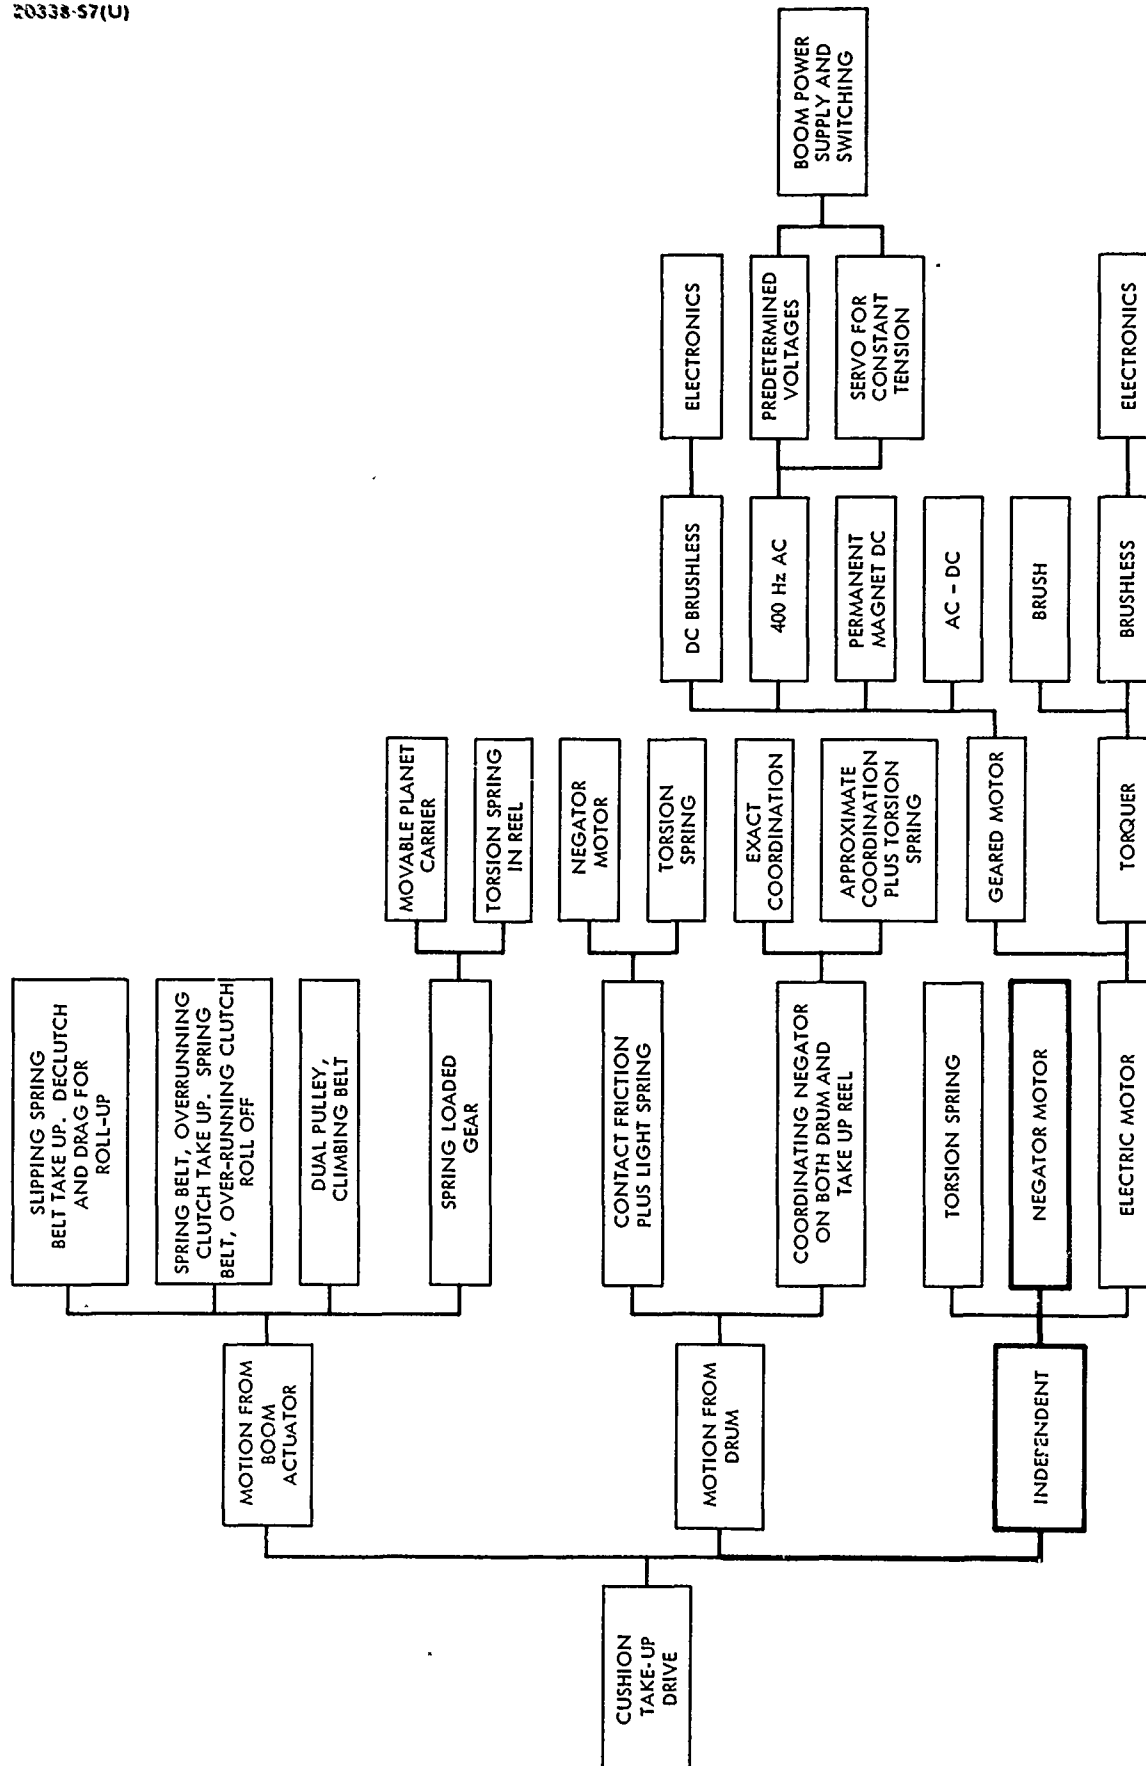 20338-57(U)
CUSHION
TAKE-UP
DRIVE
MOTION FROM
BOOM
ACTUATOR
MOTION FROM
DRUM
INDEPENDENT
SLIPPING SPRING
BELT TAKE UP. DECLUTCH
AND DRAG FOR
ROLL-UP
SPRING BELT, OVERRUNNING
CLUTCH TAKE UP. SPRING
BELT, OVER-RUNNING CLUTCH
ROLL OFF
DUAL PULLEY,
CLIMBING BELT
SPRING LOADED
GEAR
CONTACT FRICTION
PLUS LIGHT SPRING
COORDINATING NEGATOR
ON BOTH DRUM AND
TAKE UP REEL
TORSION SPRING
NEGATOR MOTOR
ELECTRIC MOTOR
MOVABLE PLANET
CARRIER
TORSION SPRING
IN REEL
NEGATOR
MOTOR
TORSION
SPRING
EXACT
COORDINATION
APPROXIMATE
COORDINATION
PLUS TORSION
SPRING
GEARED MOTOR
TORQUER
DC BRUSHLESS
400 Hz AC
PERMANENT
MAGNET DC
AC - DC
BRUSH
BRUSHLESS
ELECTRONICS
PREDETERMINED
VOLTAGES
SERVO FOR
CONSTANT
TENSION
ELECTRONICS
BOOM POWER
SUPPLY AND
SWITCHING